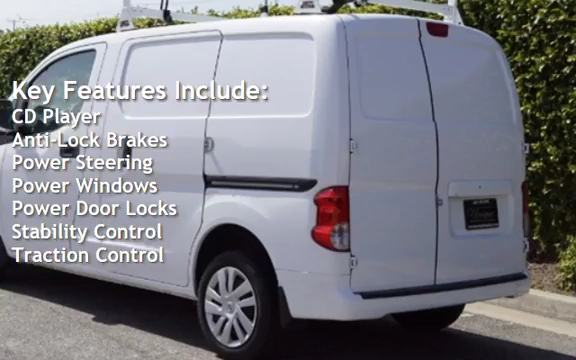 Key Features Include:
CD Player
Anti-Lock Brakes
Power Steering
Power Windows
Power Door Locks
Stability Control
Traction Control